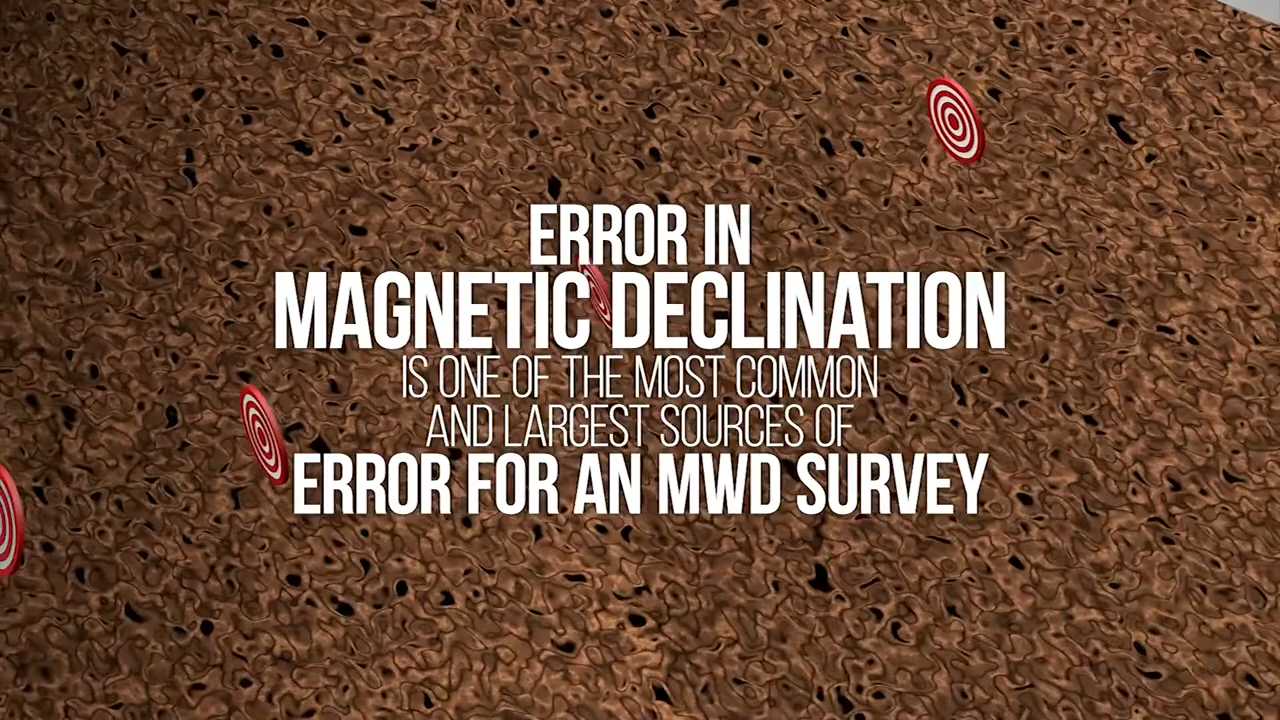 ERROR IN
MAGNETIC DECLINATION
IS ONE OF THE MOST COMMON
AND LARGEST SOURCES OF
ERROR FOR AN MWD SURVEY